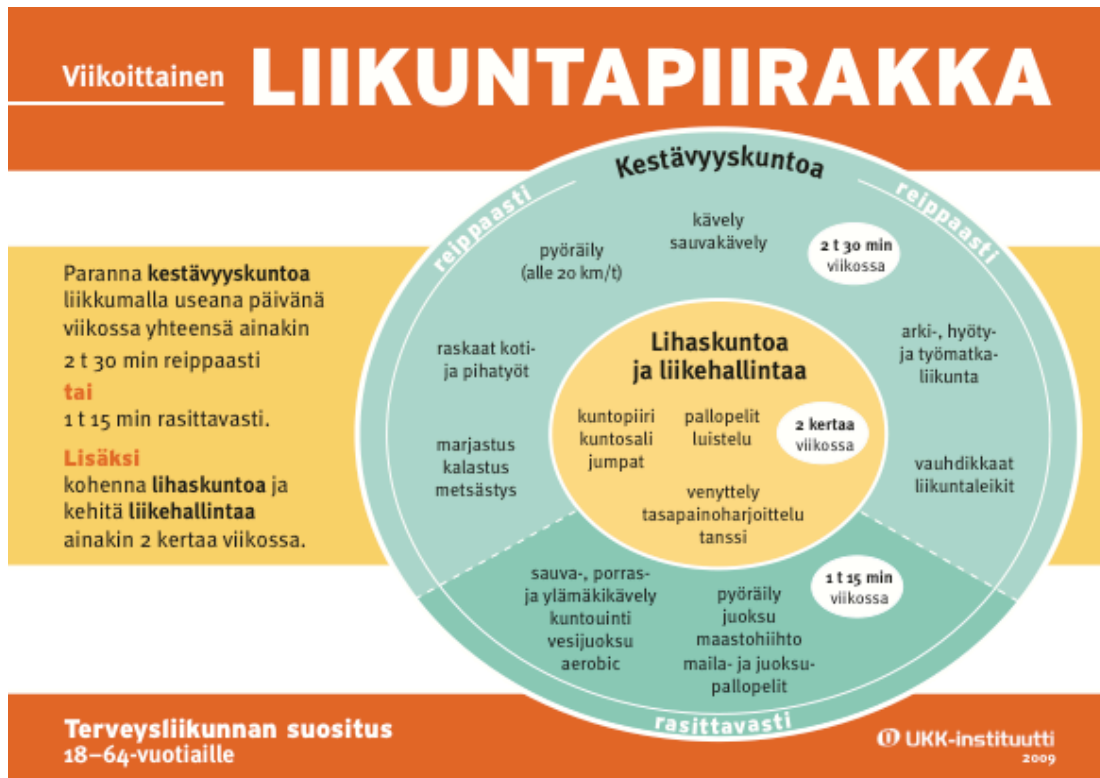 Viikoittainen LIIKUNTAPIIRAKKA
Paranna kestävyyskuntoa
liikkumalla useana päivänä
viikossa yhteensä ainakin
2 t 30 min reippaasti
tai
1 t 15 min rasittavasti.
Lisäksi
kohenna lihaskuntoa ja
kehitä liikehallintaa
ainakin 2 kertaa viikossa.
Kestävyyskuntoa
reippaasti
reippaasti
kävely
sauvakävely
2 t 30 min
viikossa
pyöräily
(alle 20 km/t)
raskaat koti-
ja pihatyöt
marjastus
kalastus
metsästys
arki-, hyöty-
ja työmatka-
liikunta
vauhdikkaat
liikuntaleikit
Lihaskuntoa
ja liikehallintaa
kuntopiiri
kuntosali
jumpat
pallopelit
luistelu
2 kertaa
viikossa
venyttely
tasapainoharjoittelu
tanssi
sauva-, porras-
ja ylämäkikävely
kuntouinti
vesijuoksu
aerobic
pyöräily
juoksu
maastohiihto
maila- ja juoksu-
pallopelit
1 t 15 min
viikossa
rasittavasti
Terveysliikunnan suositus
18–64-vuotiaille
UKK-instituutti
2009